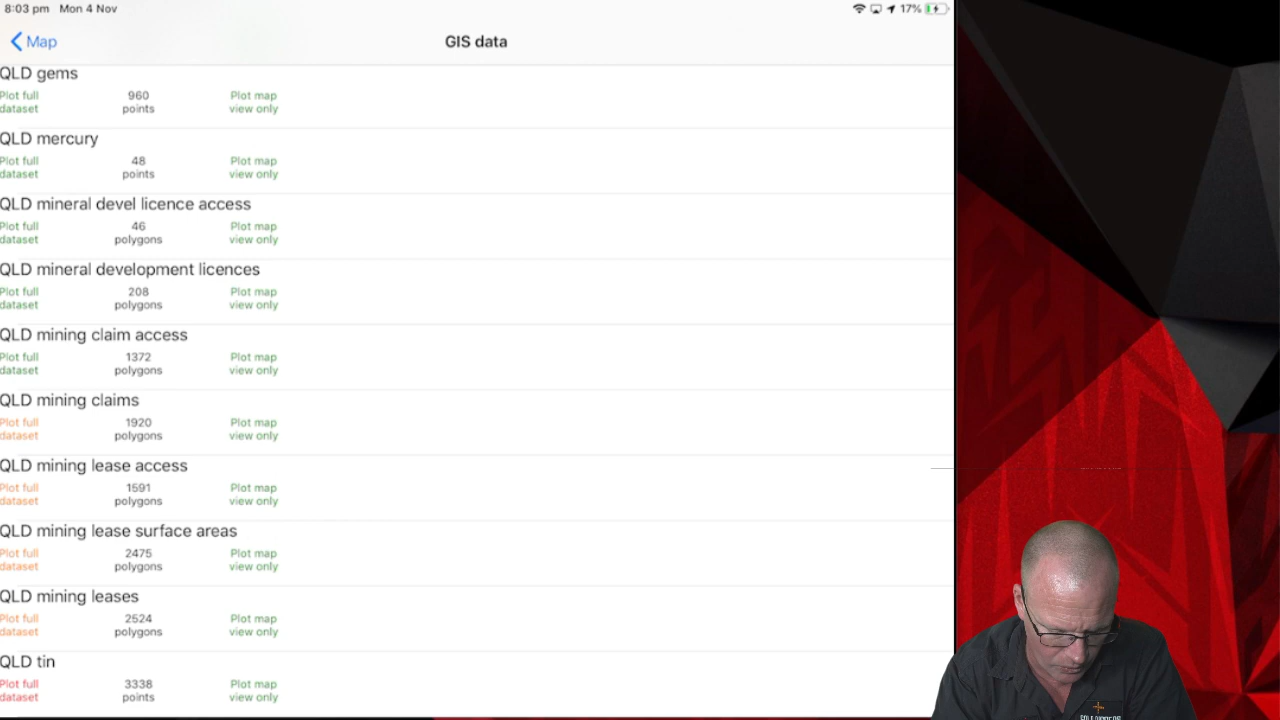 8:03 pm Mon 4 Nov 17%
Map GIS data
QLD gems
Plot full 960 Plot map
dataset points view only
QLD mercury
Plot full 48 Plot map
dataset points view only
QLD mineral devel licence access
Plot full 46 Plot map
dataset polygons view only
QLD mineral development licences
Plot full 208 Plot map
dataset polygons view only
QLD mining claim access
Plot full 1372 Plot map
dataset polygons view only
QLD mining claims
Plot full 1920 Plot map
dataset polygons view only
QLD mining lease access
Plot full 1591 Plot map
dataset polygons view only
QLD mining lease surface areas
Plot full 2475 Plot map
dataset polygons view only
QLD mining leases
Plot full 2524 Plot map
dataset polygons view only
QLD tin
Plot full 3338 Plot map
dataset points view only